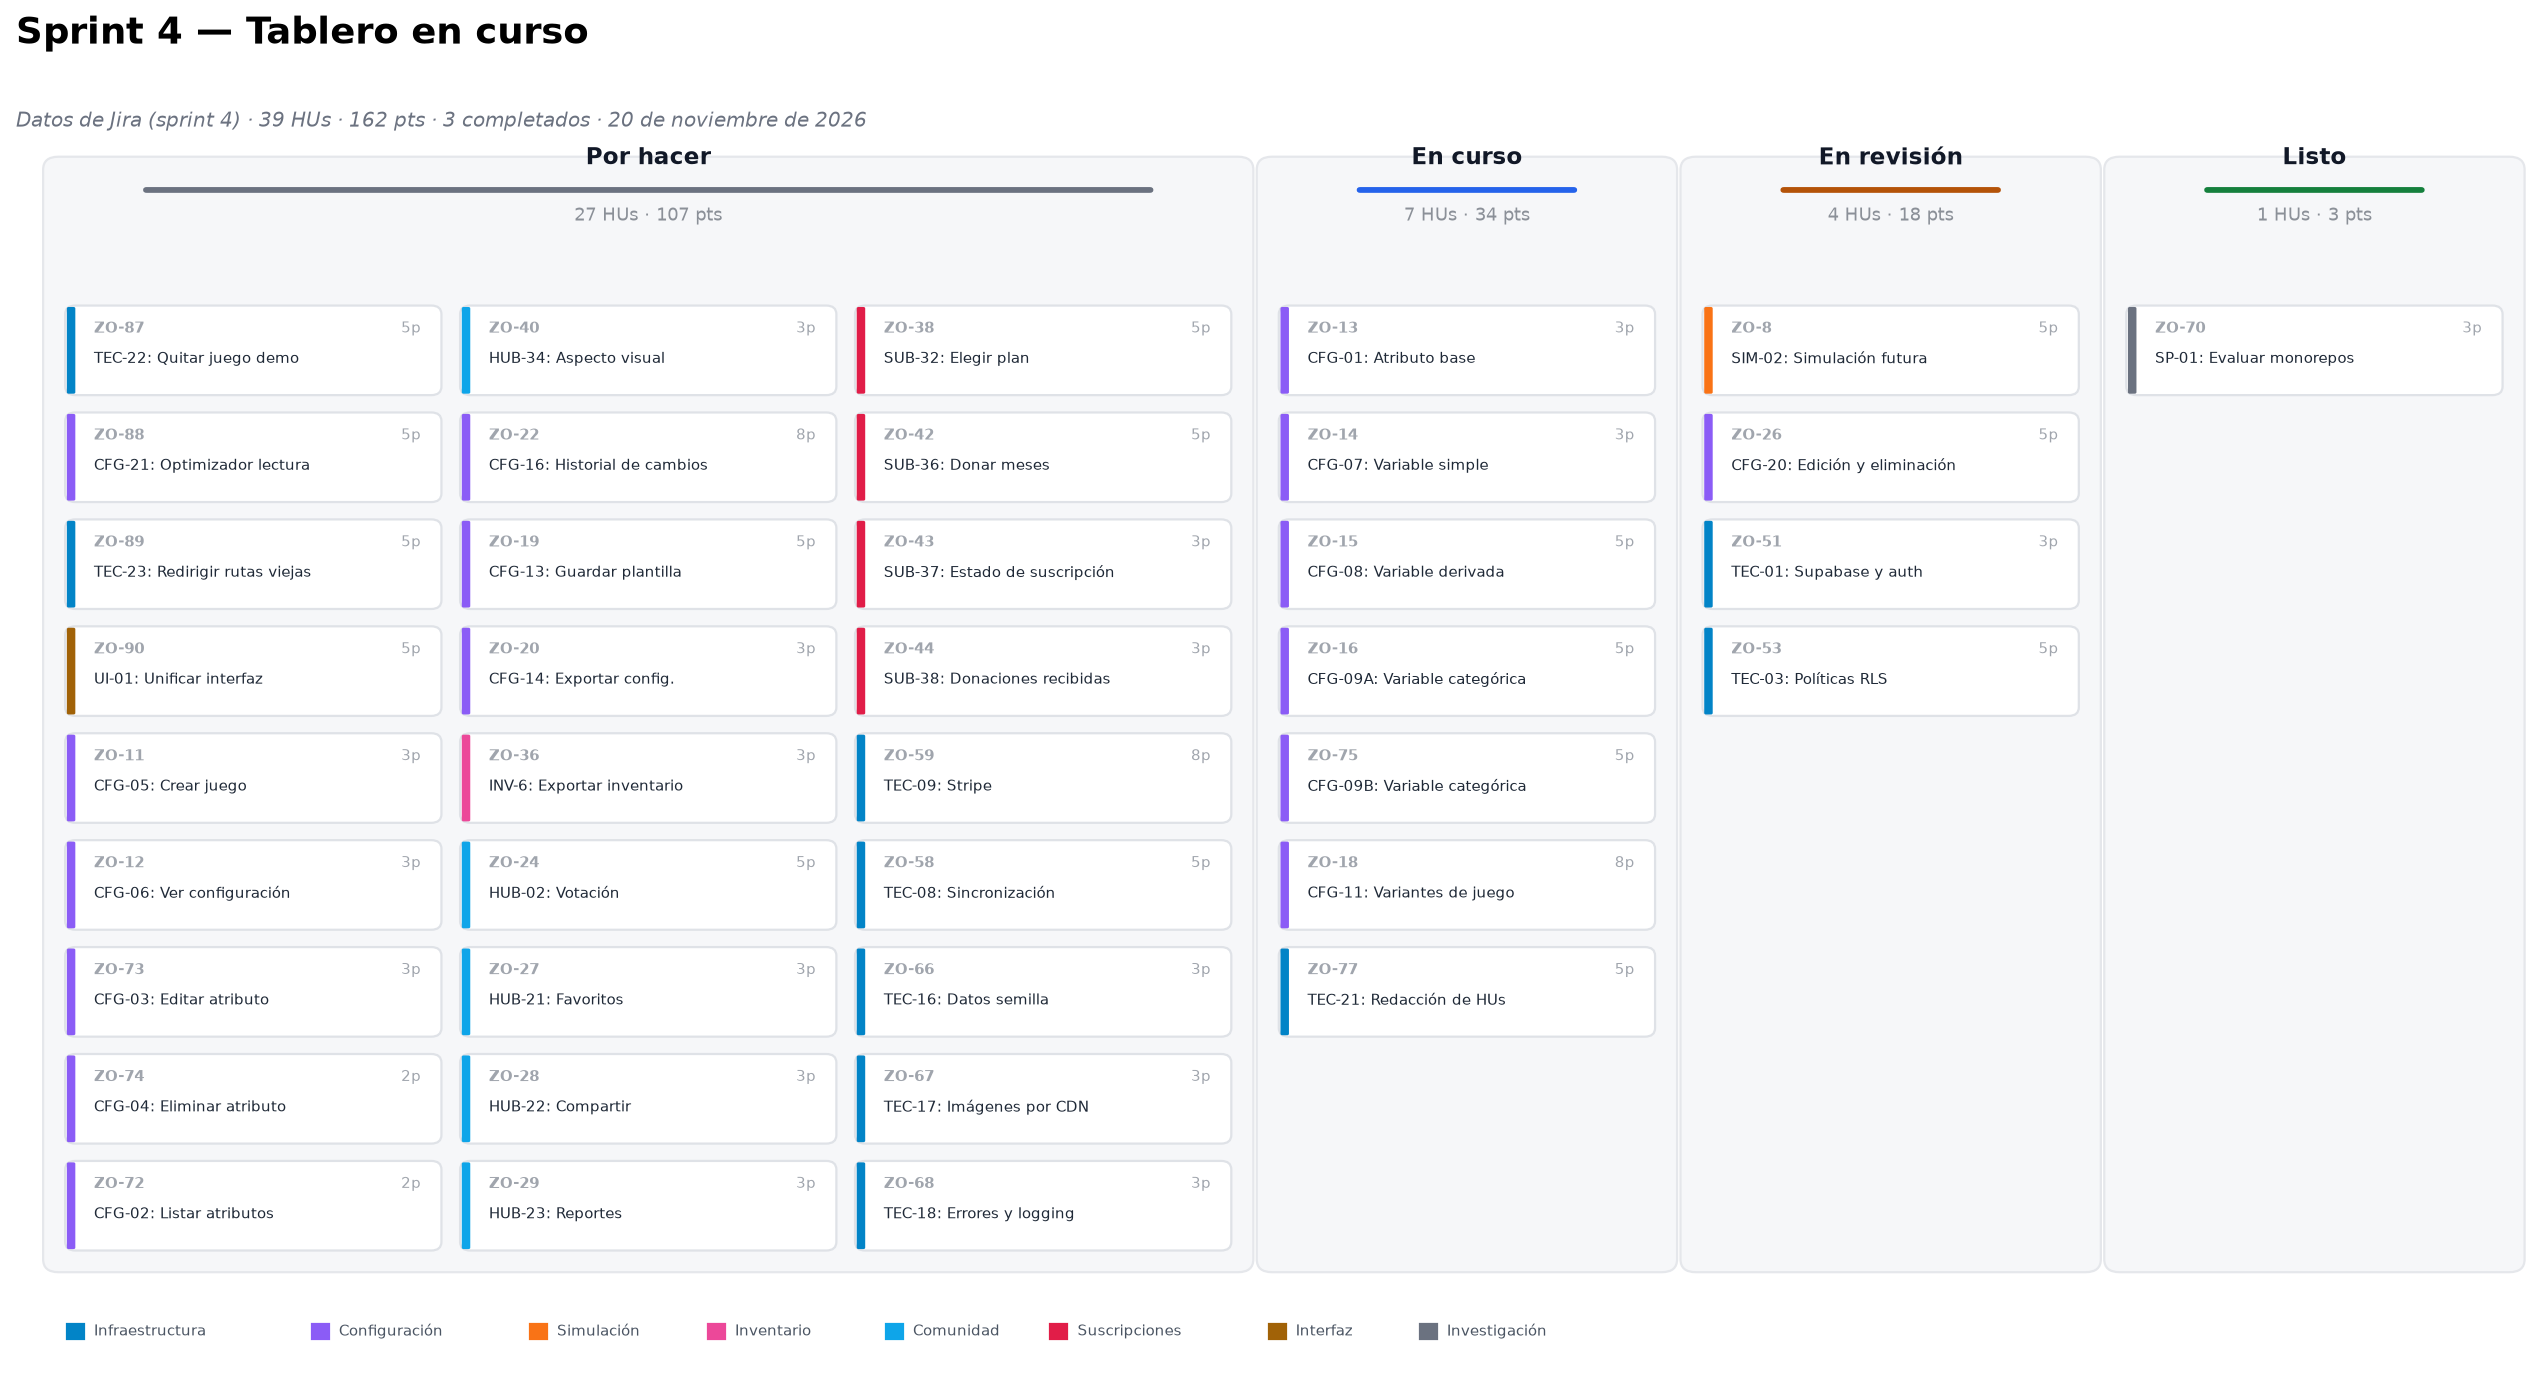 Sprint 4 — Tablero en curso
Datos de Jira (sprint 4) · 39 HUs · 162 pts · 3 completados · 20 de noviembre de 2026
Por hacer
27 HUs · 107 pts
ZO-87 5p
TEC-22: Quitar juego demo
ZO-88 5p
CFG-21: Optimizador lectura
ZO-89 5p
TEC-23: Redirigir rutas viejas
ZO-90 5p
UI-01: Unificar interfaz
ZO-11 3p
CFG-05: Crear juego
ZO-12 3p
CFG-06: Ver configuración
ZO-73 3p
CFG-03: Editar atributo
ZO-74 2p
CFG-04: Eliminar atributo
ZO-72 2p
CFG-02: Listar atributos
ZO-40 3p
HUB-34: Aspecto visual
ZO-22 8p
CFG-16: Historial de cambios
ZO-19 5p
CFG-13: Guardar plantilla
ZO-20 3p
CFG-14: Exportar config.
ZO-36 3p
INV-6: Exportar inventario
ZO-24 5p
HUB-02: Votación
ZO-27 3p
HUB-21: Favoritos
ZO-28 3p
HUB-22: Compartir
ZO-29 3p
HUB-23: Reportes
ZO-38 5p
SUB-32: Elegir plan
ZO-42 5p
SUB-36: Donar meses
ZO-43 3p
SUB-37: Estado de suscripción
ZO-44 3p
SUB-38: Donaciones recibidas
ZO-59 8p
TEC-09: Stripe
ZO-58 5p
TEC-08: Sincronización
ZO-66 3p
TEC-16: Datos semilla
ZO-67 3p
TEC-17: Imágenes por CDN
ZO-68 3p
TEC-18: Errores y logging
En curso
7 HUs · 34 pts
ZO-13 3p
CFG-01: Atributo base
ZO-14 3p
CFG-07: Variable simple
ZO-15 5p
CFG-08: Variable derivada
ZO-16 5p
CFG-09A: Variable categórica
ZO-75 5p
CFG-09B: Variable categórica
ZO-18 8p
CFG-11: Variantes de juego
ZO-77 5p
TEC-21: Redacción de HUs
En revisión
4 HUs · 18 pts
ZO-8 5p
SIM-02: Simulación futura
ZO-26 5p
CFG-20: Edición y eliminación
ZO-51 3p
TEC-01: Supabase y auth
ZO-53 5p
TEC-03: Políticas RLS
Listo
1 HUs · 3 pts
ZO-70 3p
SP-01: Evaluar monorepos
Infraestructura
Configuración
Simulación
Inventario
Comunidad
Suscripciones
Interfaz
Investigación